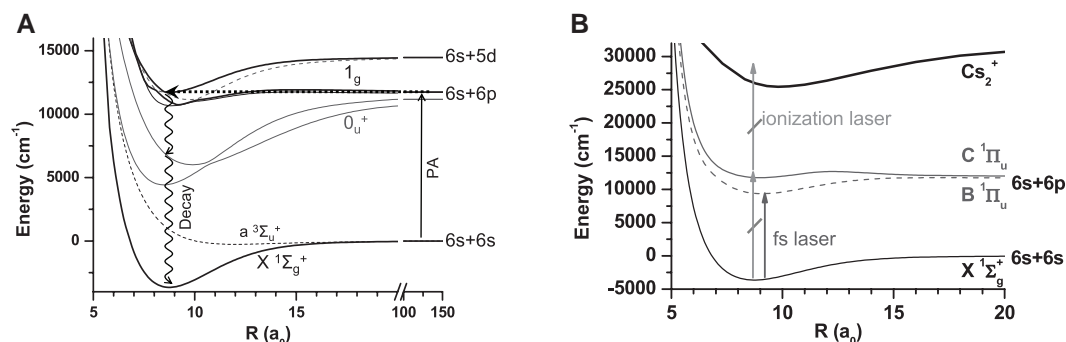 A
15000
10000
5000
0
Energy (cm⁻¹)
6s+5d
1g
6s+6p
0u⁺
PA
Decay
a ³Σu⁺
6s+6s
X ¹Σg⁺
5
10
15
100
150
R (a₀)
B
30000
25000
20000
15000
10000
5000
0
-5000
Energy (cm⁻¹)
Cs₂⁺
ionization laser
C ¹Πu
6s+6p
B ¹Πu
fs laser
6s+6s
X ¹Σg⁺
5
10
15
20
R (a₀)